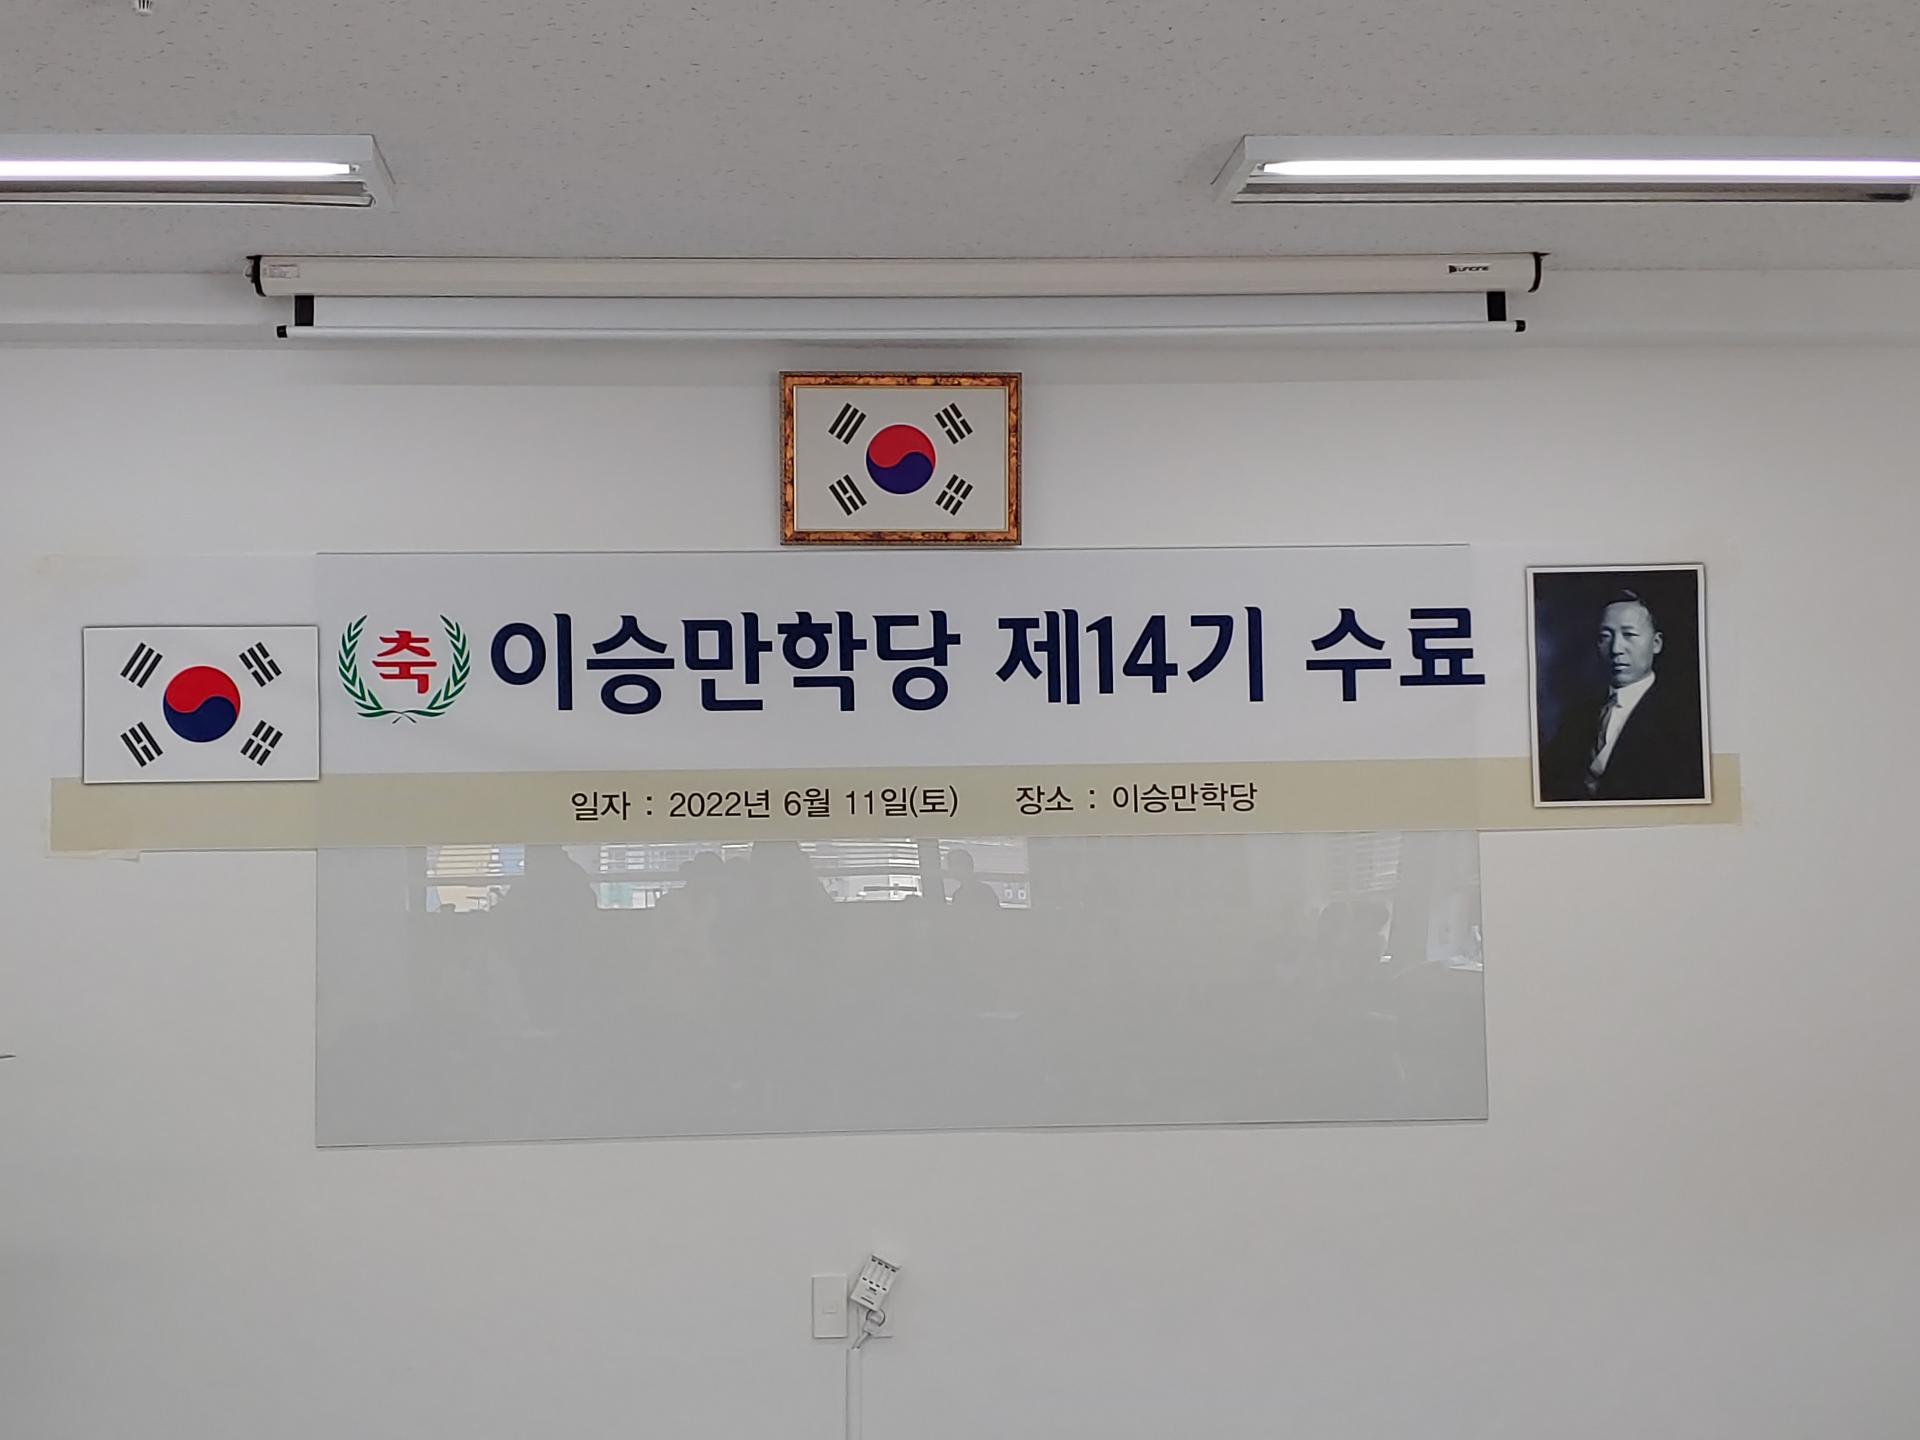 UNICINE
축 이승만학당 제14기 수료
일자 : 2022년 6월 11일(토) 장소 : 이승만학당